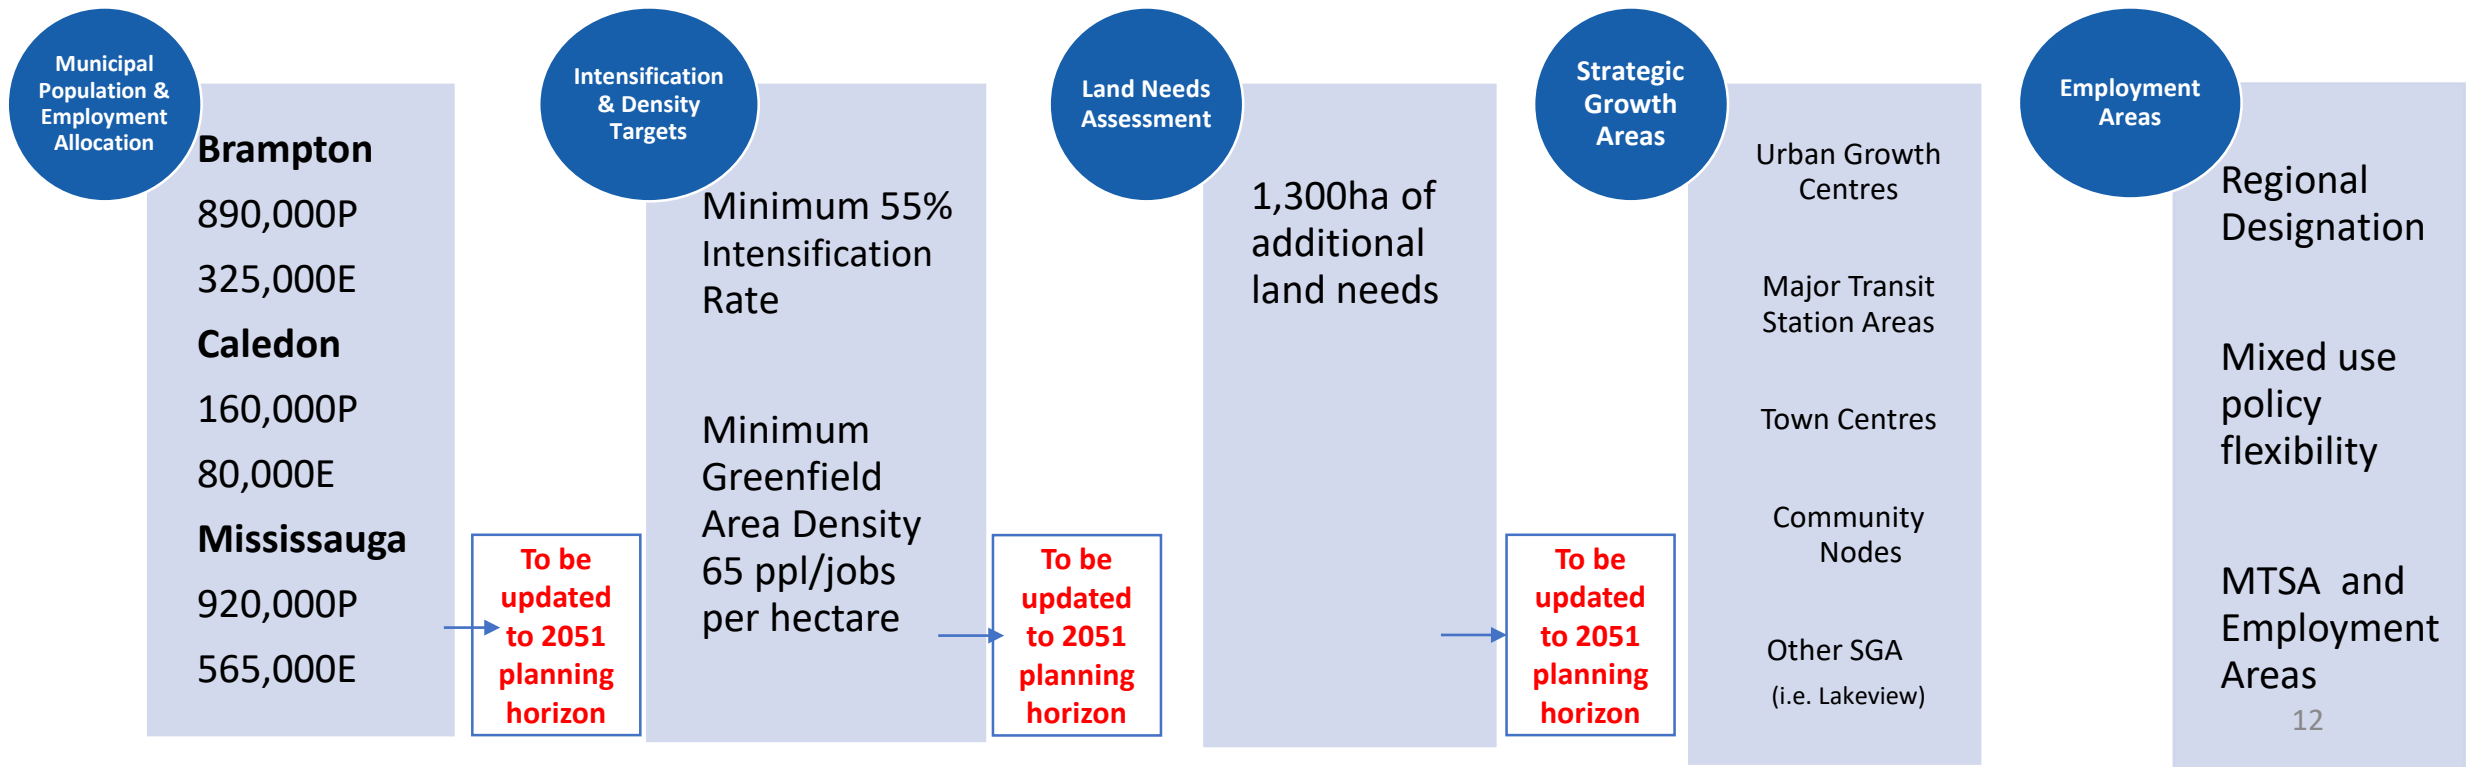 Municipal
Population &
Employment
Allocation
Brampton
890,000P
325,000E
Caledon
160,000P
80,000E
Mississauga
920,000P
565,000E
To be
updated
to 2051
planning
horizon
Intensification
& Density
Targets
Minimum 55%
Intensification
Rate
Minimum
Greenfield
Area Density
65 ppl/jobs
per hectare
To be
updated
to 2051
planning
horizon
Land Needs
Assessment
1,300ha of
additional
land needs
To be
updated
to 2051
planning
horizon
Strategic
Growth
Areas
Urban Growth
Centres
Major Transit
Station Areas
Town Centres
Community
Nodes
Other SGA
(i.e. Lakeview)
Employment
Areas
Regional
Designation
Mixed use
policy
flexibility
MTSA and
Employment
Areas
12